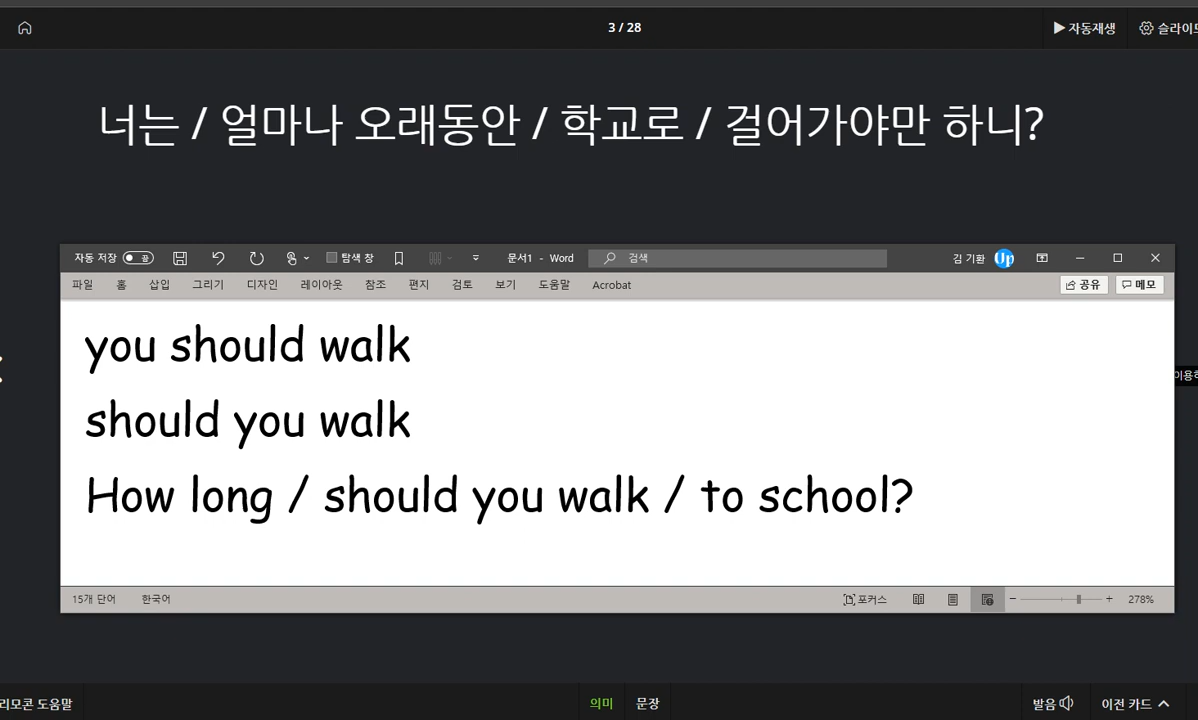 3 / 28
▶ 자동재생
슬라이드
너는 / 얼마나 오래동안 / 학교로 / 걸어가야만 하니?
자동 저장 끔 탐색 창 문서1 - Word 검색 김 기환 Up
파일 홈 삽입 그리기 디자인 레이아웃 참조 편지 검토 보기 도움말 Acrobat 공유 메모
you should walk
should you walk
How long / should you walk / to school?
이용하
15개 단어 한국어 포커스 278%
리모콘 도움말 의미 문장 발음 이전 카드